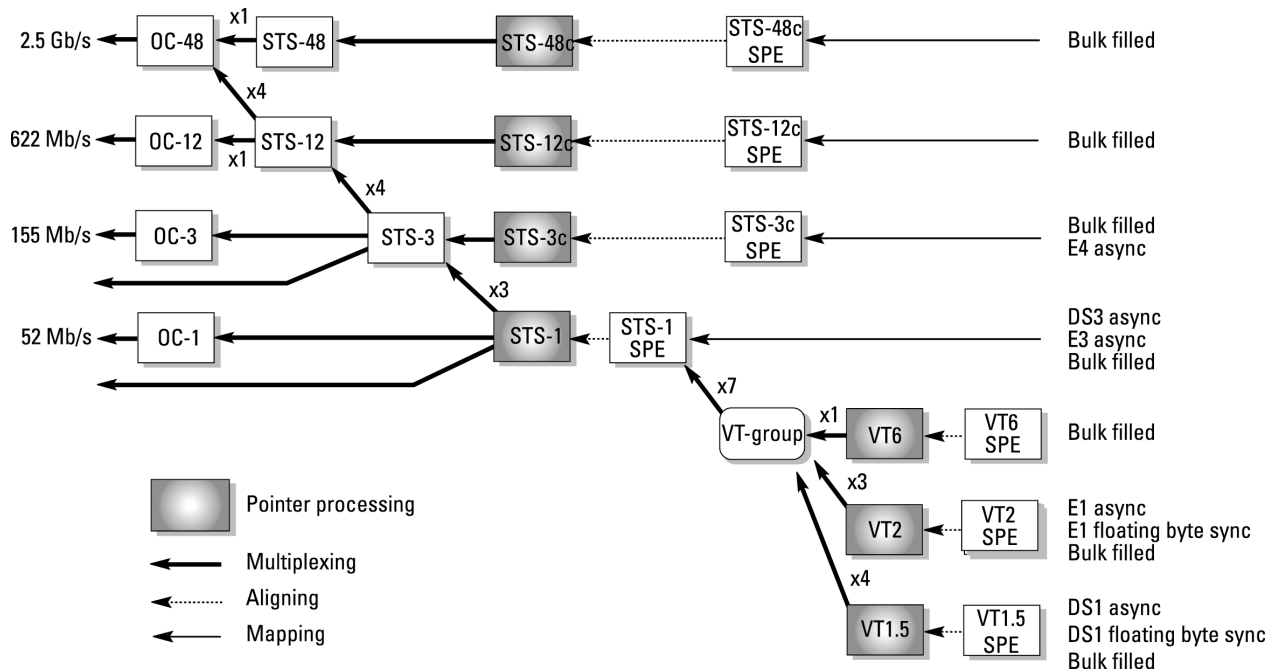 x1
2.5 Gb/s
OC-48
STS-48
STS-48c
STS-48c
SPE
Bulk filled
x4
622 Mb/s
OC-12
x1
STS-12
STS-12c
STS-12c
SPE
Bulk filled
x4
155 Mb/s
OC-3
STS-3
STS-3c
STS-3c
SPE
Bulk filled
E4 async
x3
52 Mb/s
OC-1
STS-1
STS-1
SPE
DS3 async
E3 async
Bulk filled
x7
VT-group
x1
VT6
VT6
SPE
Bulk filled
x3
VT2
VT2
SPE
E1 async
E1 floating byte sync
Bulk filled
x4
VT1.5
VT1.5
SPE
DS1 async
DS1 floating byte sync
Bulk filled
Pointer processing
Multiplexing
Aligning
Mapping